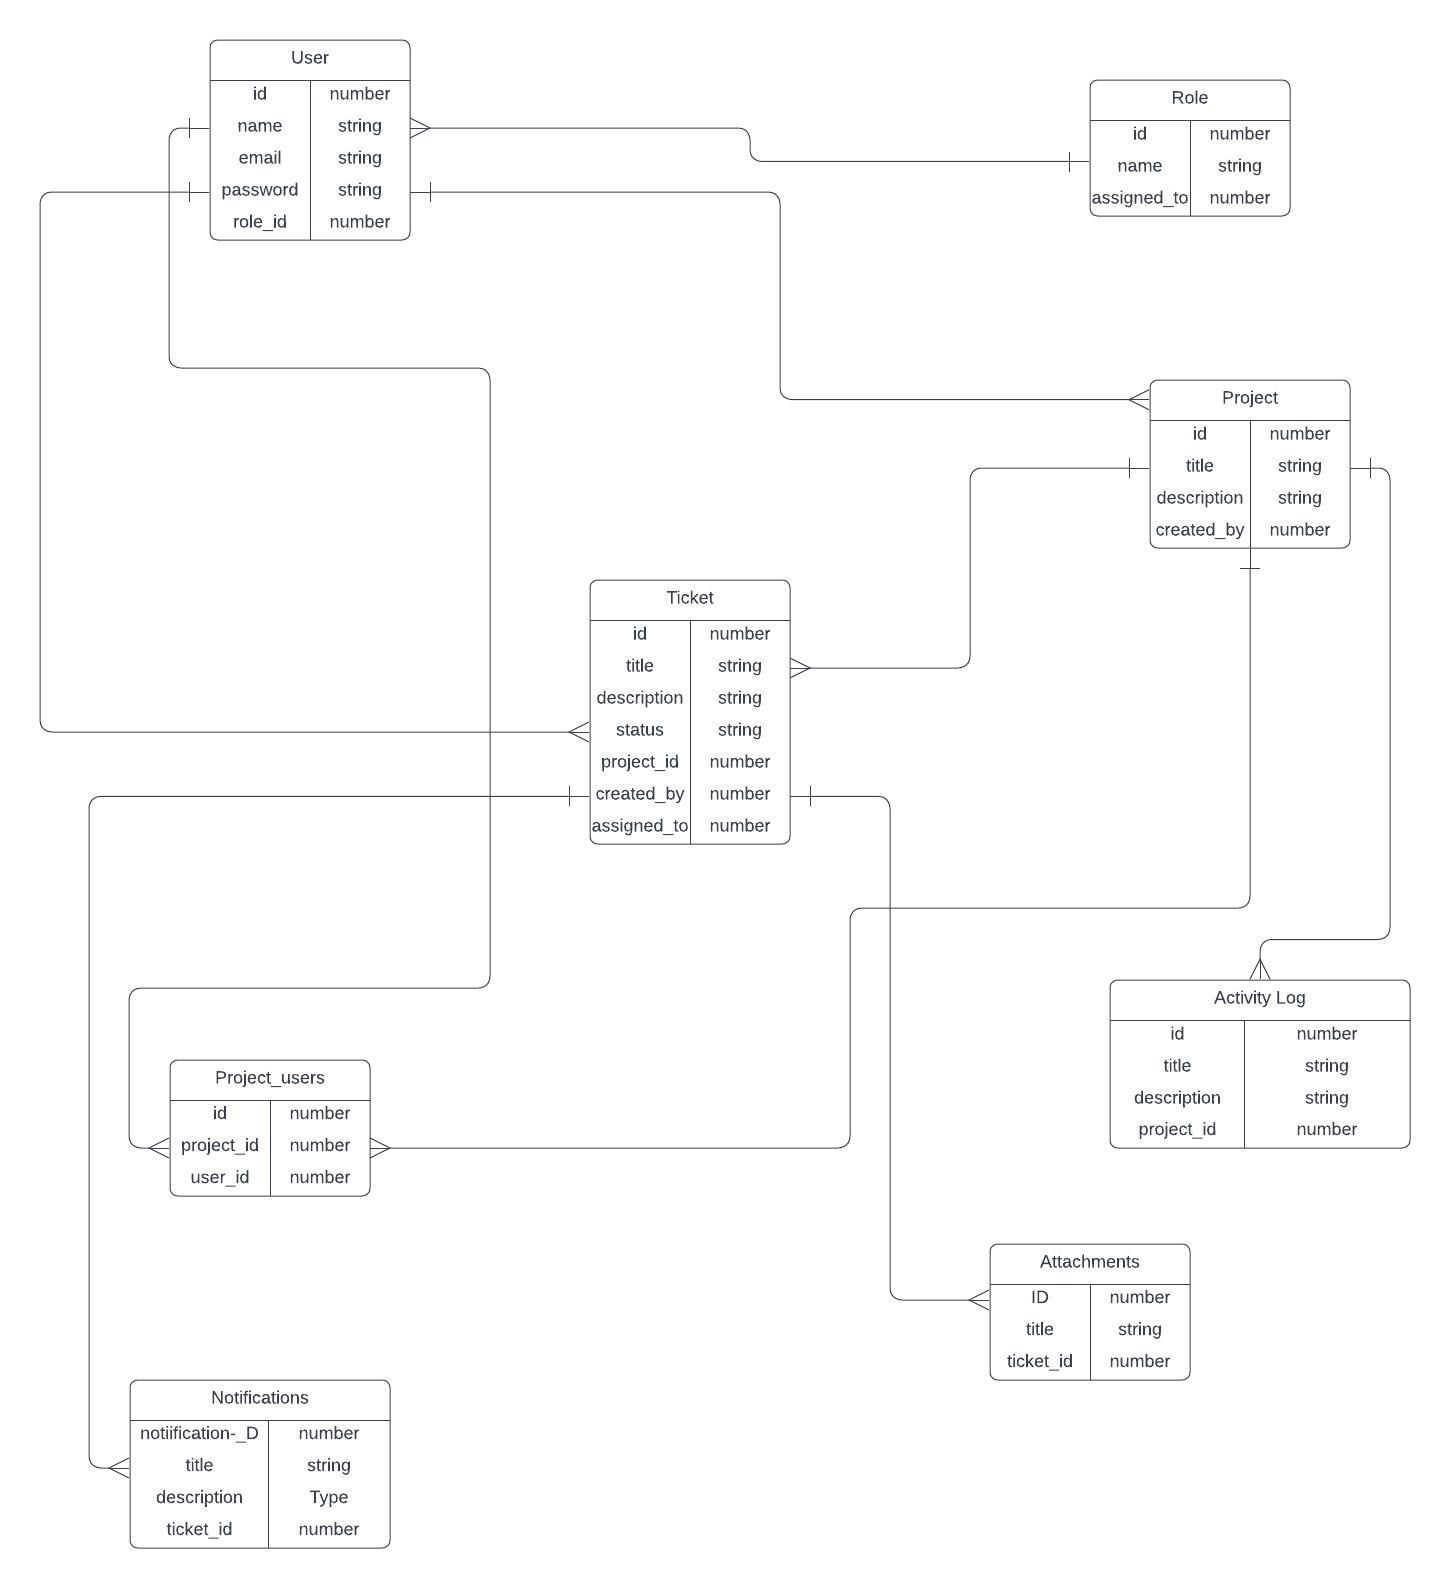 User
id number
name string
email string
password string
role_id number
Role
id number
name string
assigned_to number
Project
id number
title string
description string
created_by number
Ticket
id number
title string
description string
status string
project_id number
created_by number
assigned_to number
Activity Log
id number
title string
description string
project_id number
Project_users
id number
project_id number
user_id number
Attachments
ID number
title string
ticket_id number
Notifications
notiification-_D number
title string
description Type
ticket_id number